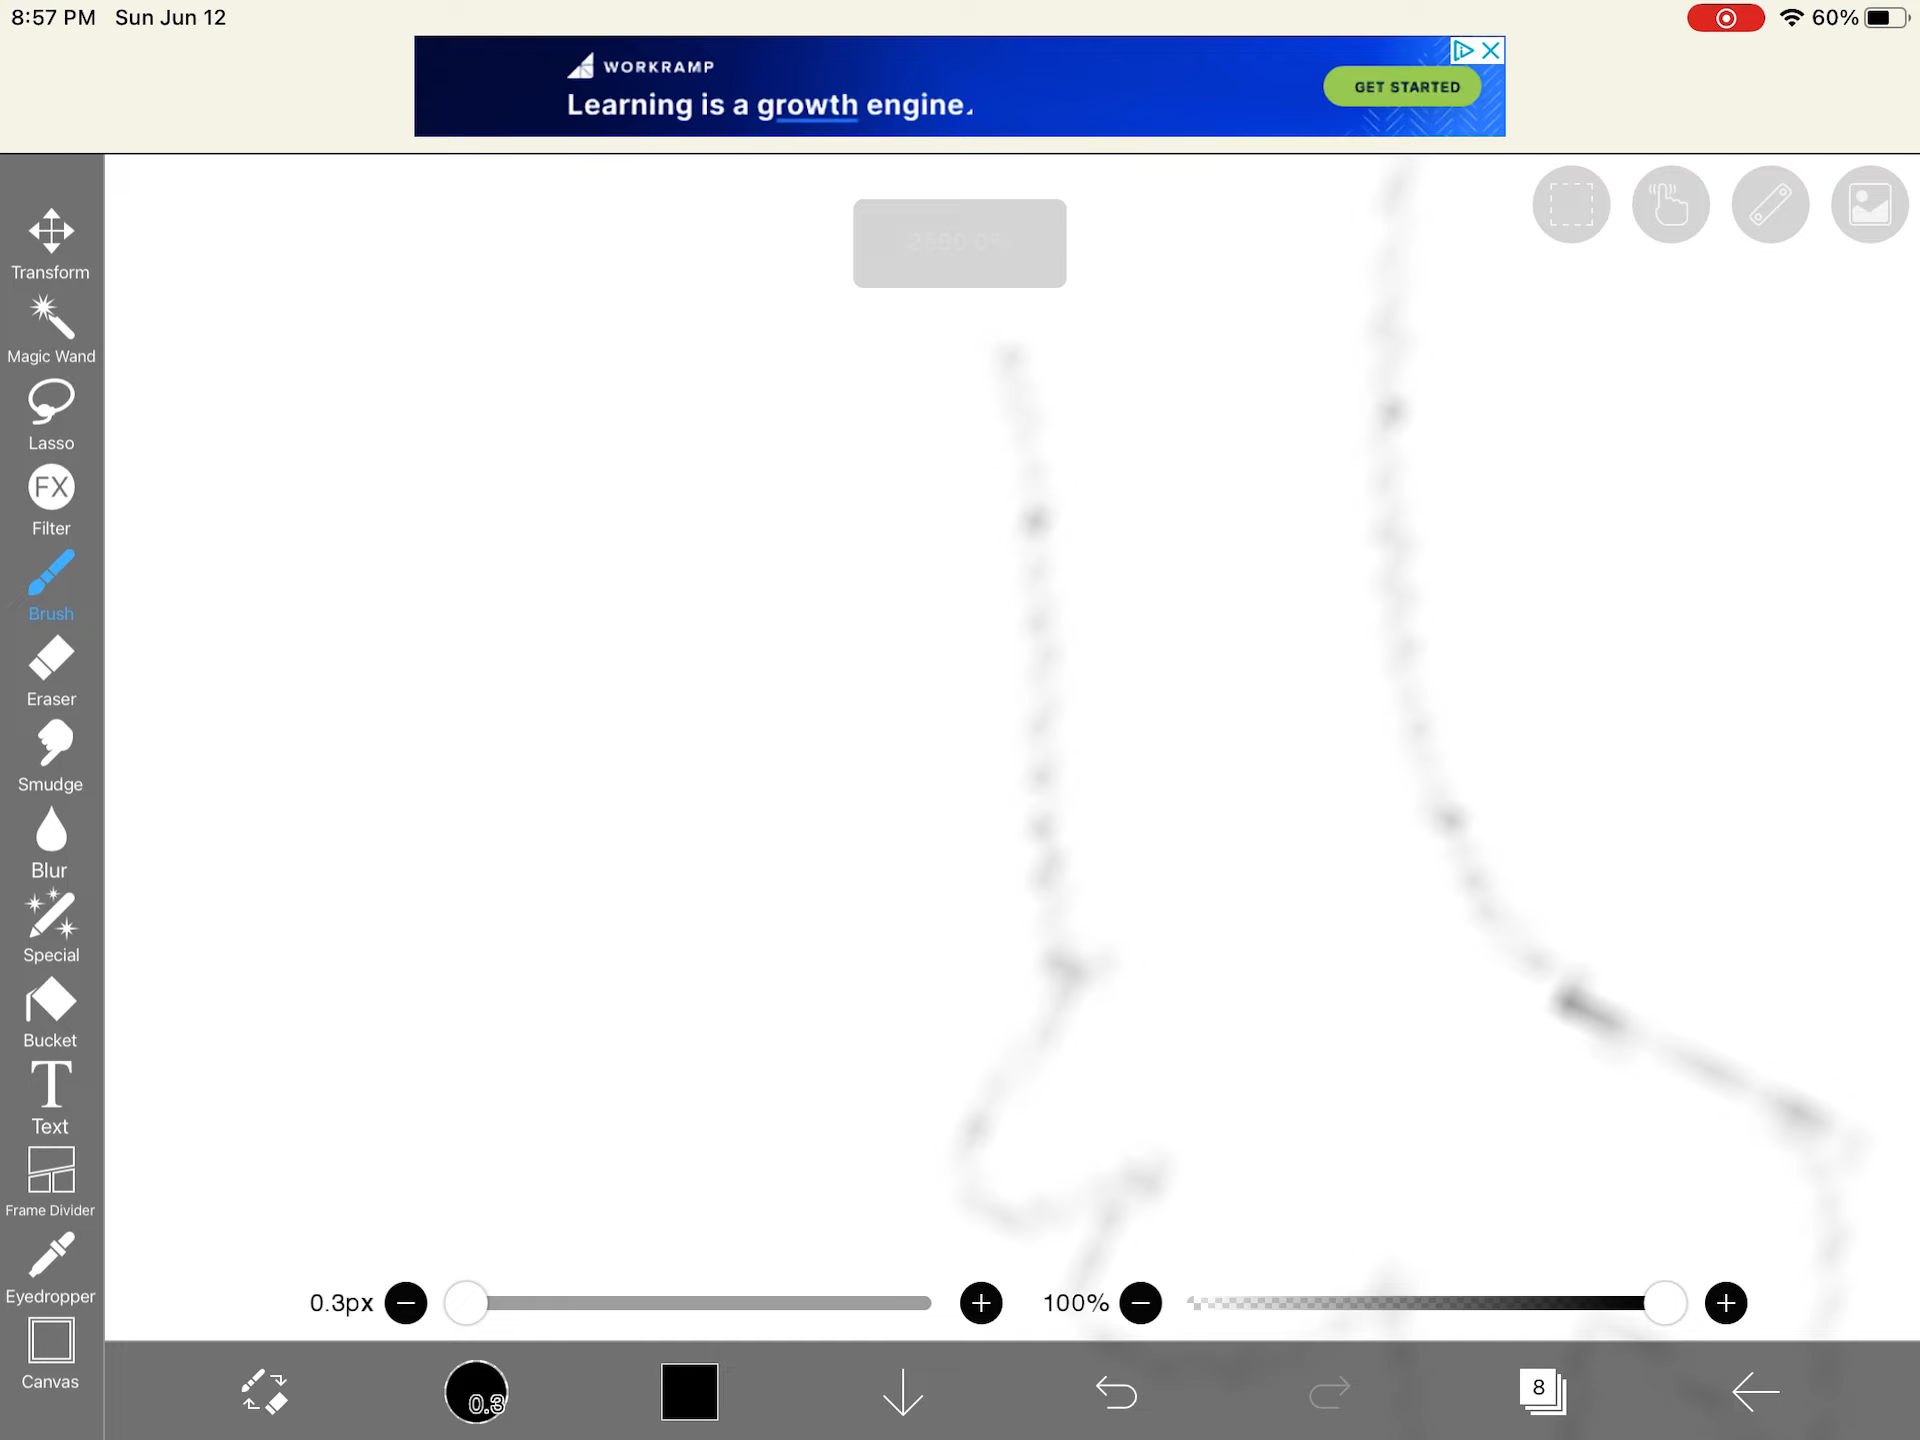 8:57 PM Sun Jun 12
60%
WORKRAMP
Learning is a growth engine.
GET STARTED
Transform
Magic Wand
Lasso
FX
Filter
Brush
Eraser
Smudge
Blur
Special
Bucket
T
Text
Frame Divider
Eyedropper
Canvas
0.3px
100%
0.3
8